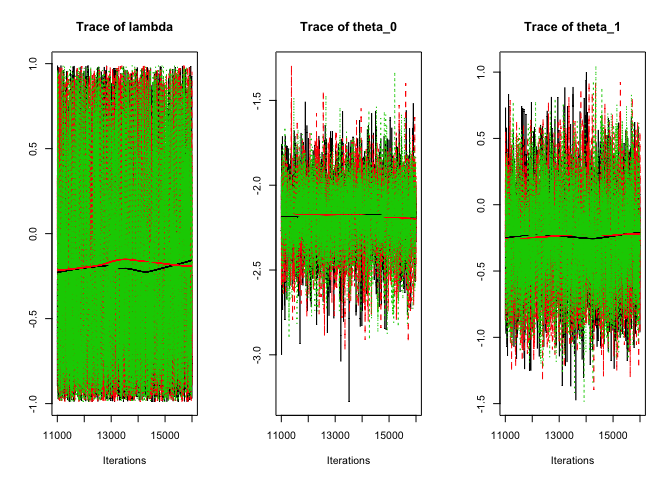 Trace of lambda
1.0
0.5
0.0
-0.5
-1.0
11000 13000 15000
Iterations
Trace of theta_0
-1.5
-2.0
-2.5
-3.0
11000 13000 15000
Iterations
Trace of theta_1
1.0
0.5
0.0
-0.5
-1.0
-1.5
11000 13000 15000
Iterations